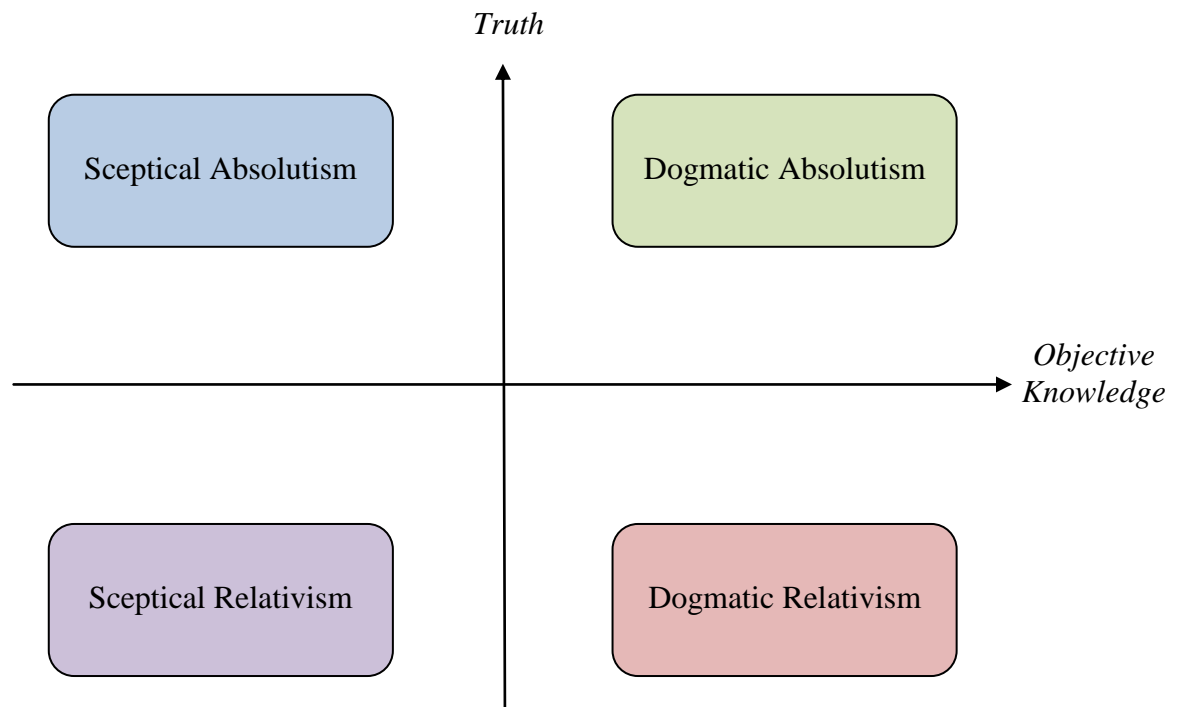 Truth
Sceptical Absolutism
Dogmatic Absolutism
Objective
Knowledge
Sceptical Relativism
Dogmatic Relativism